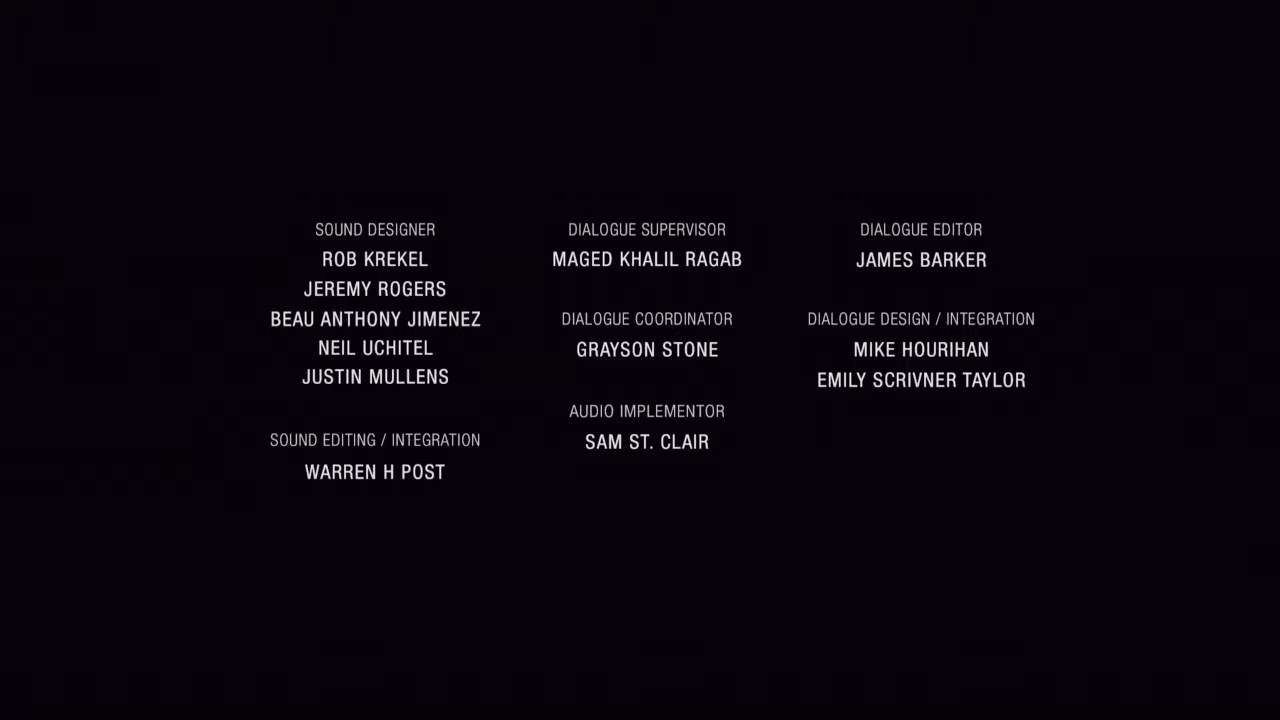 SOUND DESIGNER
ROB KREKEL
JEREMY ROGERS
BEAU ANTHONY JIMENEZ
NEIL UCHITEL
JUSTIN MULLENS
SOUND EDITING / INTEGRATION
WARREN H POST
DIALOGUE SUPERVISOR
MAGED KHALIL RAGAB
DIALOGUE COORDINATOR
GRAYSON STONE
AUDIO IMPLEMENTOR
SAM ST. CLAIR
DIALOGUE EDITOR
JAMES BARKER
DIALOGUE DESIGN / INTEGRATION
MIKE HOURIHAN
EMILY SCRIVNER TAYLOR